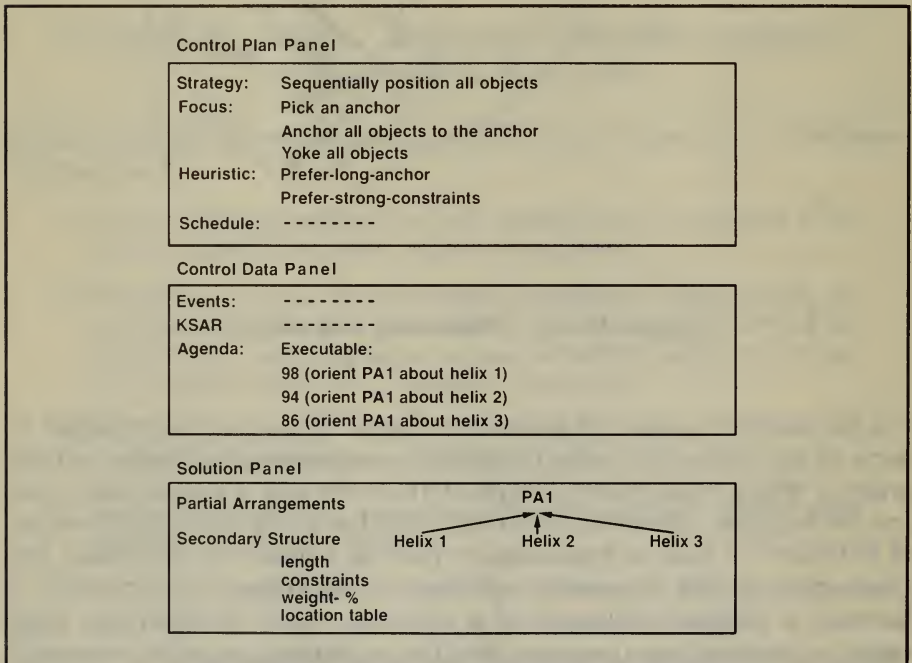 Control Plan Panel
Strategy: Sequentially position all objects
Focus: Pick an anchor
Anchor all objects to the anchor
Yoke all objects
Heuristic: Prefer-long-anchor
Prefer-strong-constraints
Schedule: - - - - - - - -
Control Data Panel
Events: - - - - - - - -
KSAR - - - - - - - -
Agenda: Executable:
98 (orient PA1 about helix 1)
94 (orient PA1 about helix 2)
86 (orient PA1 about helix 3)
Solution Panel
Partial Arrangements PA1
Secondary Structure Helix 1 Helix 2 Helix 3
length
constraints
weight- %
location table